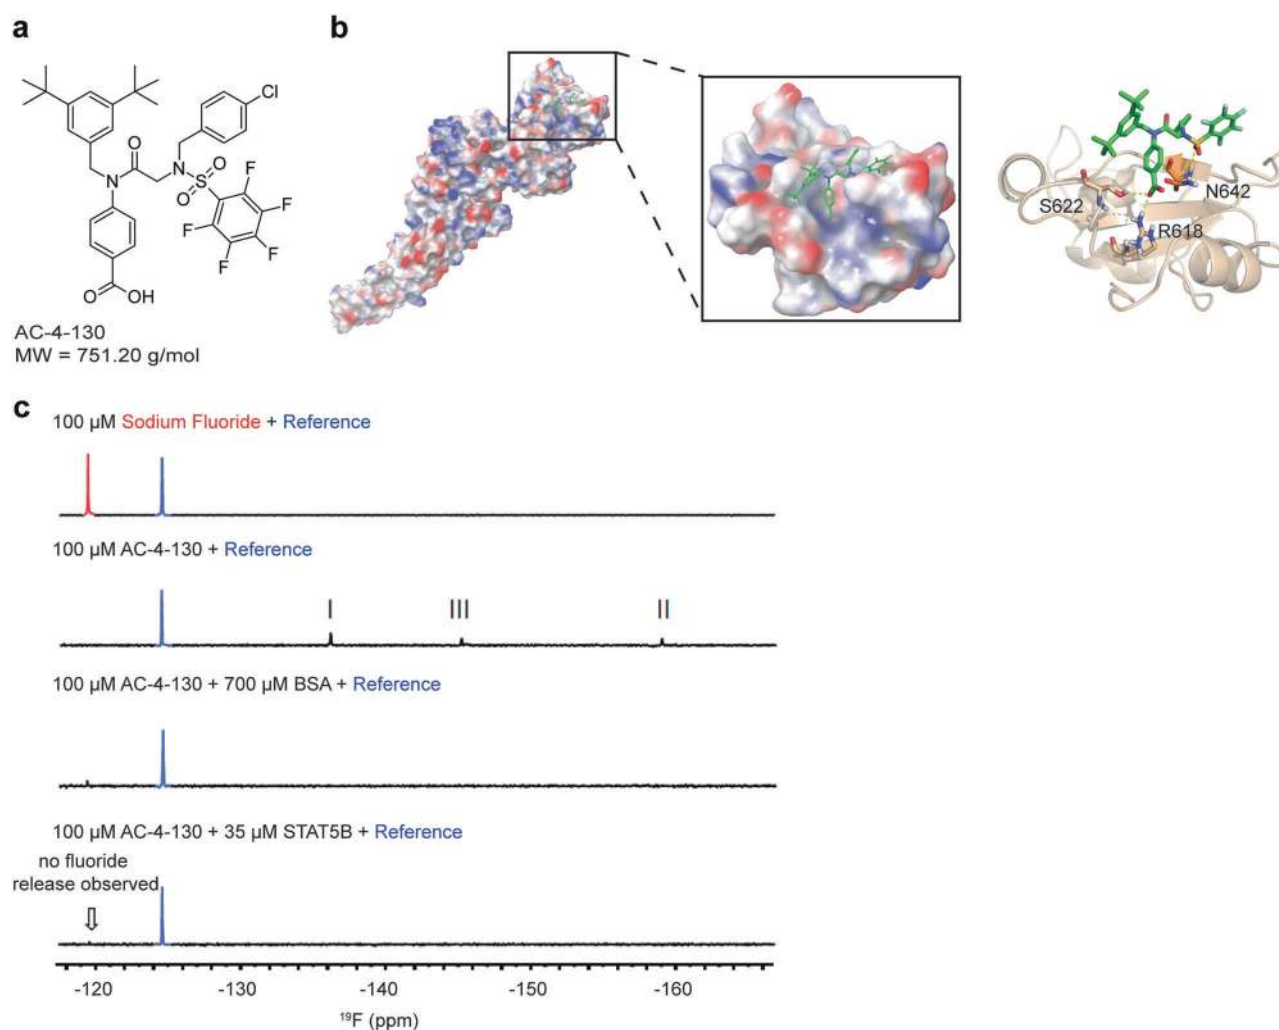 a
b
Cl
O
N
O
N
S
O
F
F
F
F
F
O
OH
AC-4-130
MW = 751.20 g/mol
S622
N642
R618
c
100 µM Sodium Fluoride + Reference
100 µM AC-4-130 + Reference
I
III
II
100 µM AC-4-130 + 700 µM BSA + Reference
100 µM AC-4-130 + 35 µM STAT5B + Reference
no fluoride
release observed
-120 -130 -140 -150 -160
¹⁹F (ppm)